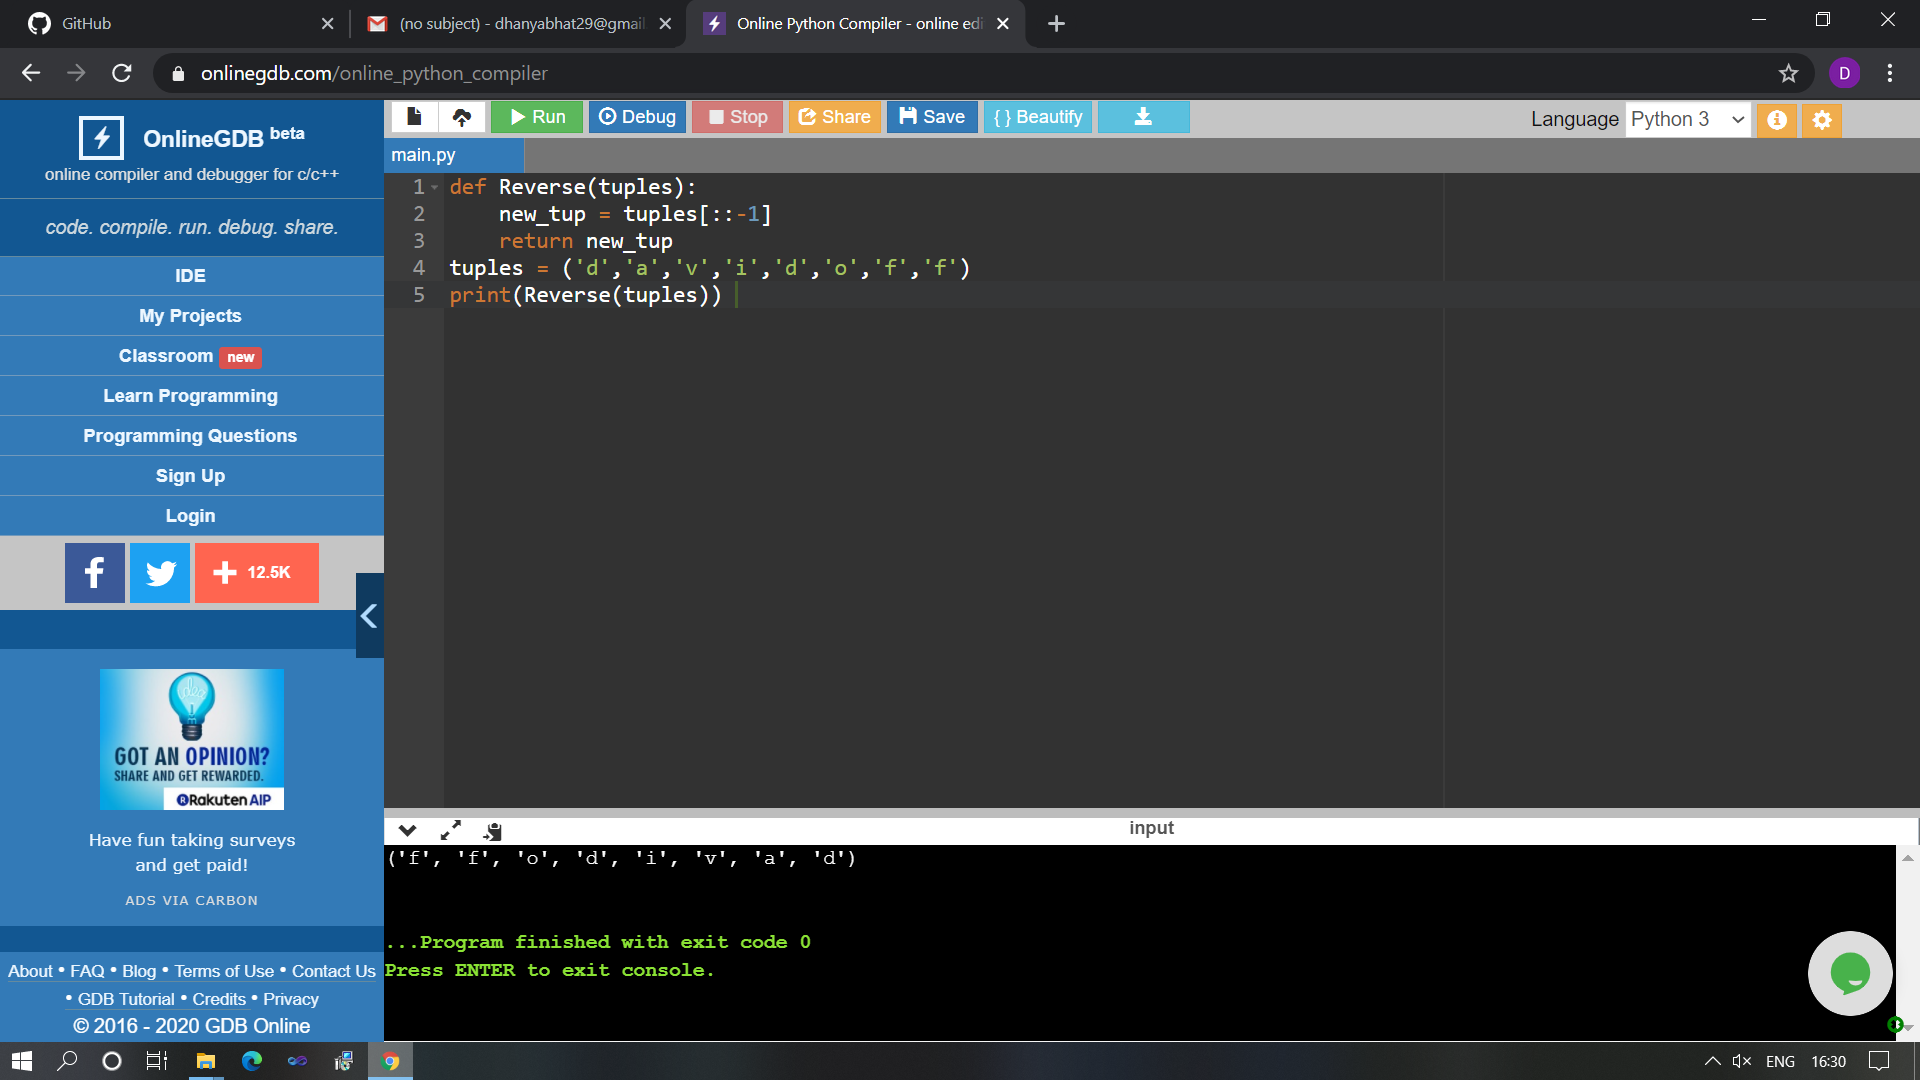 GitHub
(no subject) - dhanyabhat29@gmai
Online Python Compiler - online edi
onlinegdb.com/online_python_compiler
D
OnlineGDB beta
online compiler and debugger for c/c++
code. compile. run. debug. share.
IDE
My Projects
Classroom new
Learn Programming
Programming Questions
Sign Up
Login
12.5K
idea
GOT AN OPINION?
SHARE AND GET REWARDED.
Rakuten AIP
Have fun taking surveys
and get paid!
ADS VIA CARBON
About • FAQ • Blog • Terms of Use • Contact Us
• GDB Tutorial • Credits • Privacy
© 2016 - 2020 GDB Online
Run Debug Stop Share Save { } Beautify
Language Python 3
main.py
1 def Reverse(tuples):
2 new_tup = tuples[::-1]
3 return new_tup
4 tuples = ('d','a','v','i','d','o','f','f')
5 print(Reverse(tuples))
input
('f', 'f', 'o', 'd', 'i', 'v', 'a', 'd')
...Program finished with exit code 0
Press ENTER to exit console.
ENG 16:30